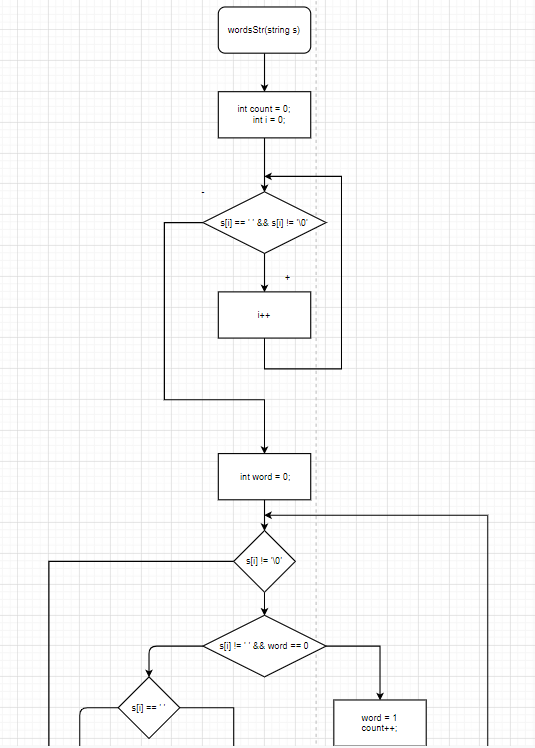 wordsStr(string s)
int count = 0;
int i = 0;
-
s[i] == ' ' && s[i] != '\0'
+
i++
int word = 0;
s[i] != '\0'
s[i] != ' ' && word == 0
s[i] == ' '
word = 1
count++;